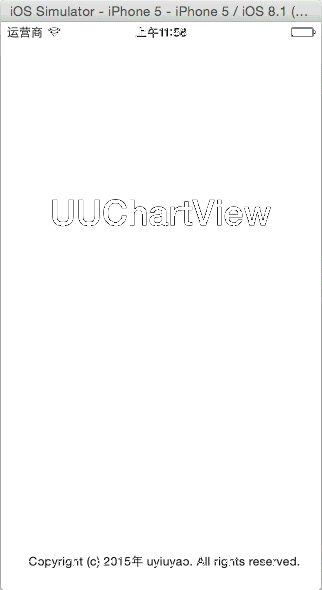 iOS Simulator - iPhone 5 - iPhone 5 / iOS 8.1 (...
运营商 上午11:58
UUChartView
Copyright (c) 2015年 uyiuyao. All rights reserved.